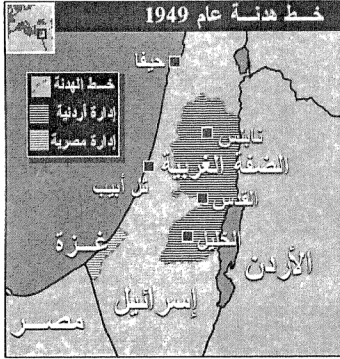 خط هدنة عام 1949
حيفا
خط الهدنة
إدارة أردنية
إدارة مصرية
نابلس
الضفة الغربية
تل أبيب
القدس
غزة
الخليل
الأردن
إسرائيل
مصر